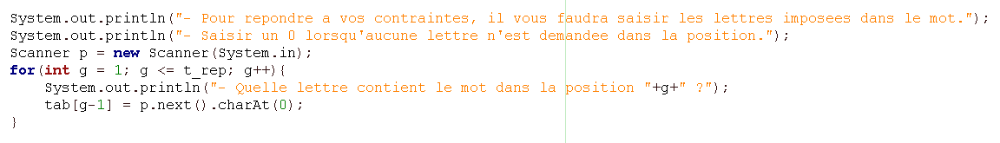 System.out.println("- Pour repondre a vos contraintes, il vous faudra saisir les lettres imposees dans le mot.");
System.out.println("- Saisir un 0 lorsqu'aucune lettre n'est demandee dans la position.");
Scanner p = new Scanner(System.in);
for(int g = 1; g <= t_rep; g++){
    System.out.println("- Quelle lettre contient le mot dans la position "+g+" ?");
    tab[g-1] = p.next().charAt(0);
}